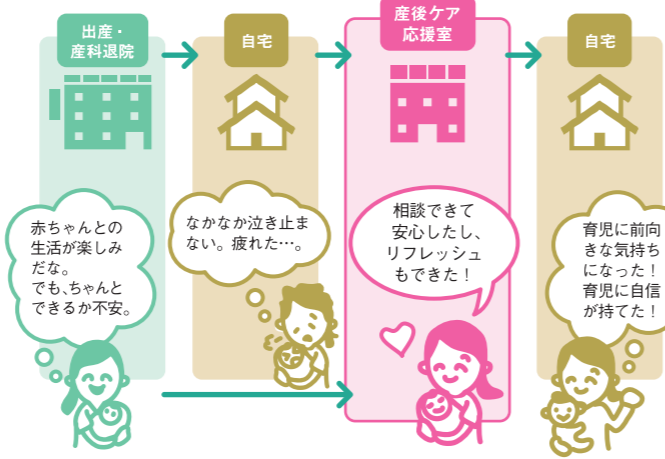 出産・
産科退院
自宅
産後ケア
応援室
自宅
赤ちゃんとの
生活が楽しみ
だな。
でも、ちゃんと
できるか不安。
なかなか泣き止ま
ない。疲れた…。
相談できて
安心したし、
リフレッシュ
もできた！
育児に前向
きな気持ち
になった！
育児に自信
が持てた！